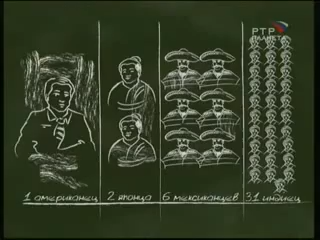 РТР
ПЛАНЕТА
1 американец
2 японца
6 мексиканцев
31 индиец